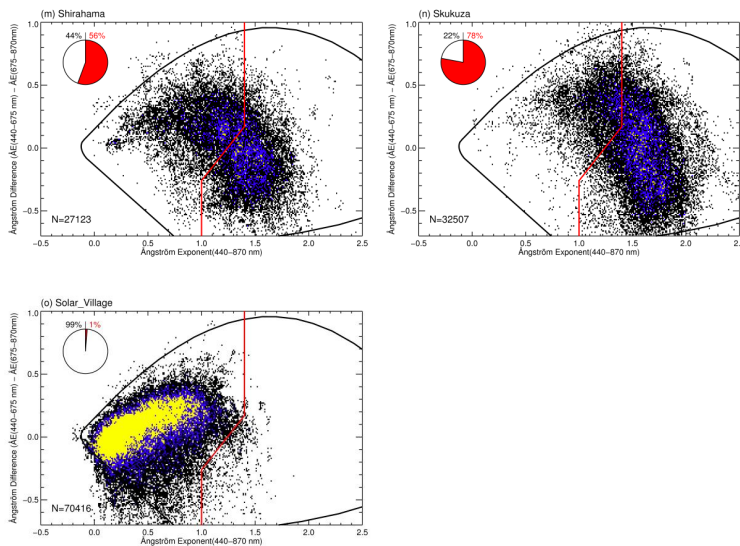 (m) Shirahama
44% 56%
Ångström Difference (ÅE(440–675 nm) – ÅE(675–870nm))
1.0
0.5
0.0
−0.5
N=27123
−0.5 0.0 0.5 1.0 1.5 2.0 2.5
Ångström Exponent(440–870 nm)
(n) Skukuza
22% 78%
Ångström Difference (ÅE(440–675 nm) – ÅE(675–870nm))
1.0
0.5
0.0
−0.5
N=32507
−0.5 0.0 0.5 1.0 1.5 2.0 2.5
Ångström Exponent(440–870 nm)
(o) Solar_Village
99% 1%
Ångström Difference (ÅE(440–675 nm) – ÅE(675–870nm))
1.0
0.5
0.0
−0.5
N=70416
−0.5 0.0 0.5 1.0 1.5 2.0 2.5
Ångström Exponent(440–870 nm)